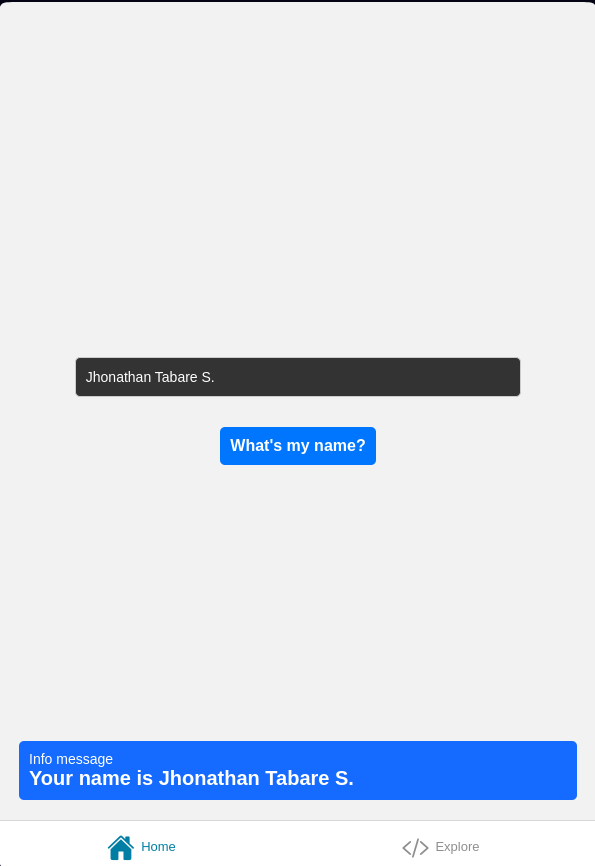 Jhonathan Tabare S.
What's my name?
Info message
Your name is Jhonathan Tabare S.
Home
Explore